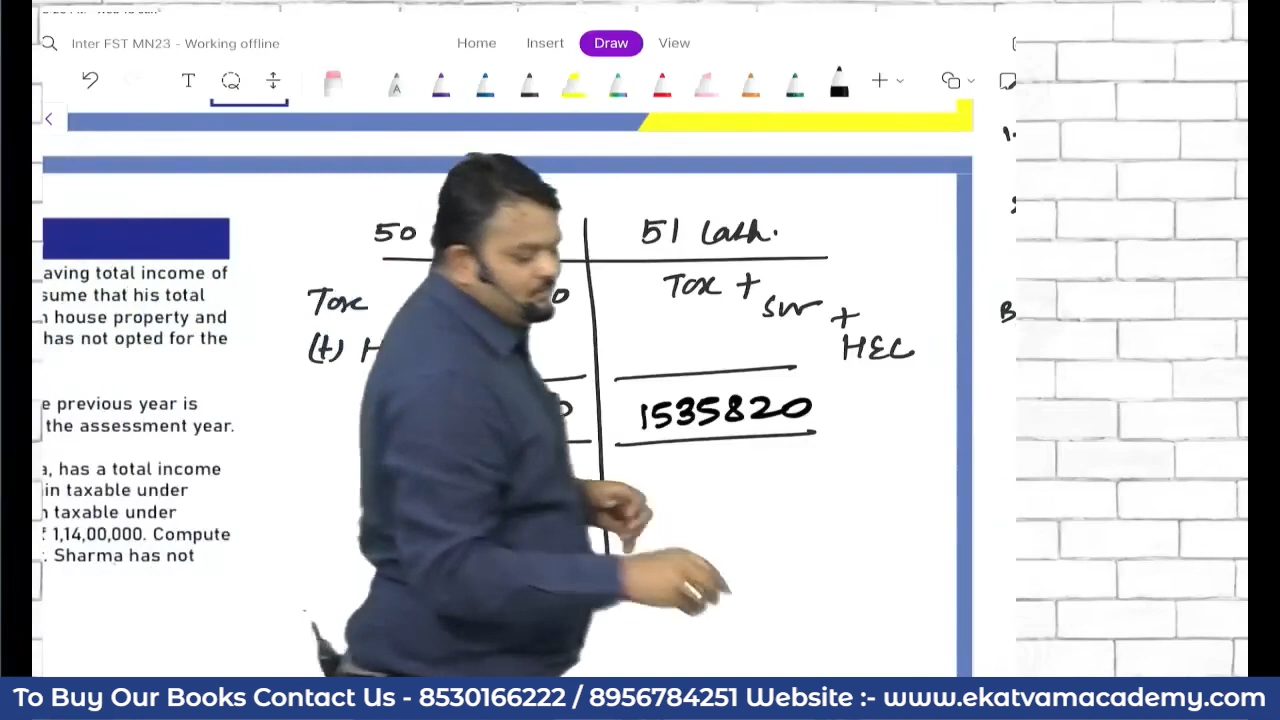 Inter FST MN23 - Working offline
Home Insert Draw View
50
51 Lakh.
Tax
Tax + Sur + HEC
(+) H
1535820
aving total income of
sume that his total
n house property and
has not opted for the
e previous year is
the assessment year.
a, has a total income
in taxable under
n taxable under
₹ 1,14,00,000. Compute
. Sharma has not
To Buy Our Books Contact Us - 8530166222 / 8956784251 Website :- www.ekatvamacademy.com